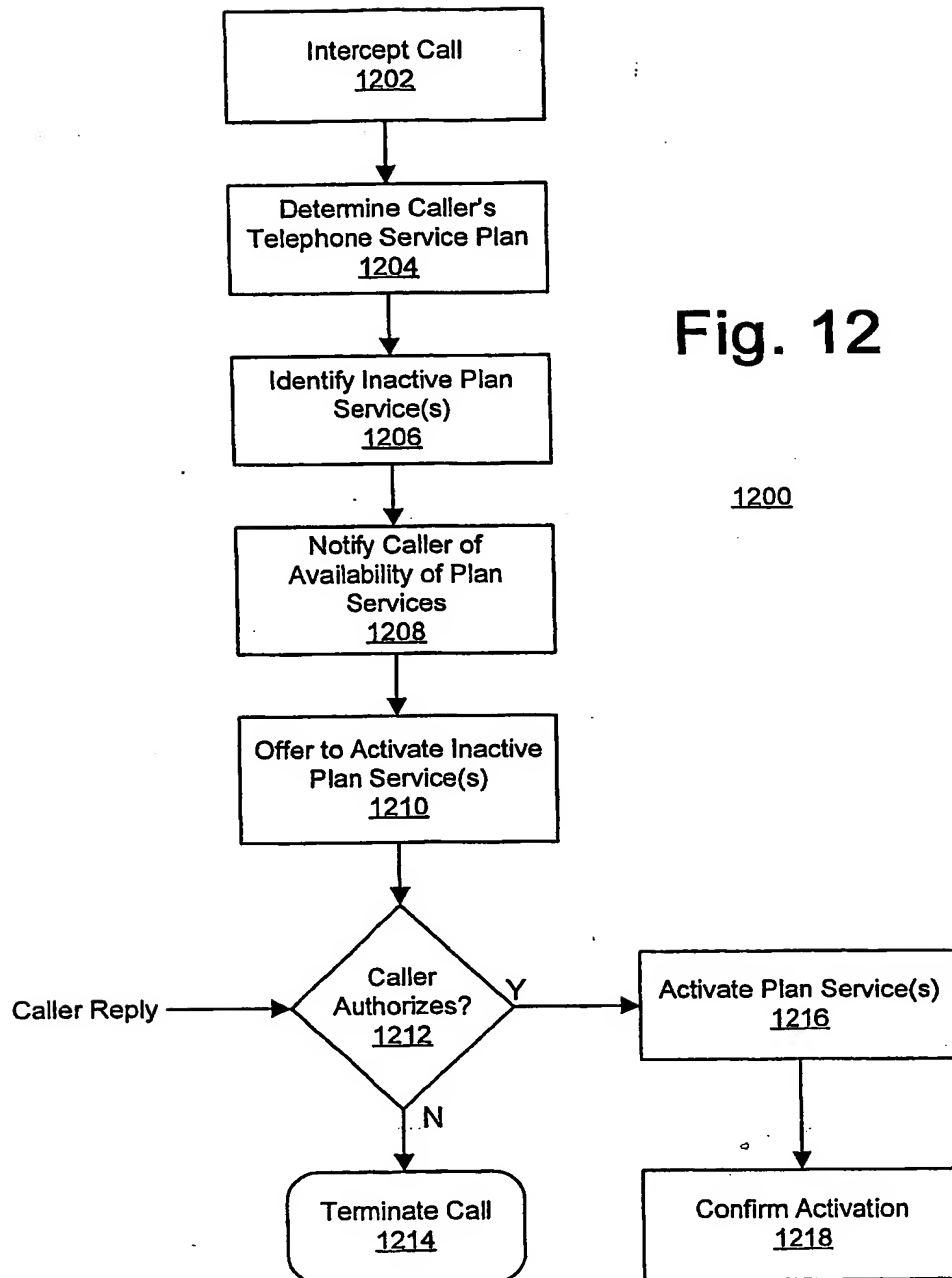 Intercept Call
1202
Determine Caller's
Telephone Service Plan
1204
Fig. 12
Identify Inactive Plan
Service(s)
1206
1200
Notify Caller of
Availability of Plan
Services
1208
Offer to Activate Inactive
Plan Service(s)
1210
Caller Reply
Caller
Authorizes?
1212
Y
Activate Plan Service(s)
1216
N
Terminate Call
1214
Confirm Activation
1218